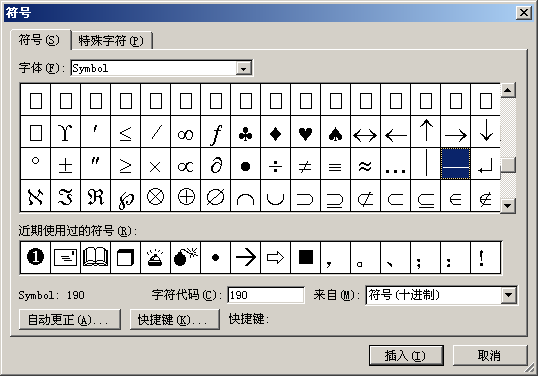 符号
符号(S) 特殊字符(P)
字体(F): Symbol
□ □ □ □ □ □ □ □ □ □ □ □ □ □ □ □
□ ϒ ′ ≤ ⁄ ∞ ƒ ♣ ♦ ♥ ♠ ↔ ← ↑ → ↓
° ± ″ ≥ × ∝ ∂ • ÷ ≠ ≡ ≈ … ⏐ ⎯ ↵
ℵ ℑ ℜ ℘ ⊗ ⊕ ∅ ∩ ∪ ⊃ ⊇ ⊄ ⊂ ⊆ ∈ ∉
近期使用过的符号(R):
❶ 🖃 🕮 ❒ 🕿 💣 • → ⇨ ■ , 。 、 ; : !
Symbol: 190 字符代码(C): 190 来自(M): 符号(十进制)
自动更正(A)... 快捷键(K)... 快捷键:
插入(I) 取消